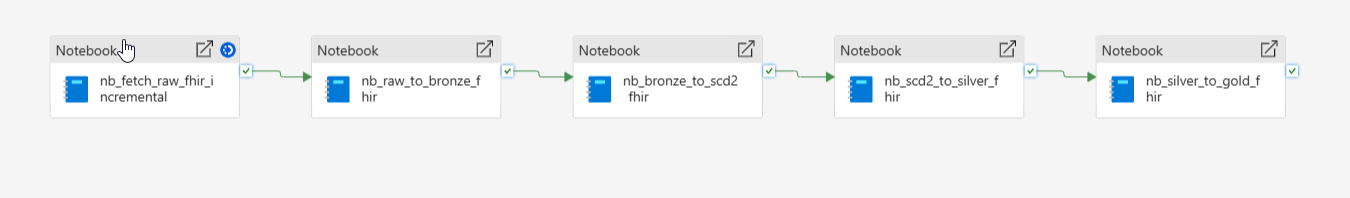 Notebook
nb_fetch_raw_fhir_i
ncremental
Notebook
nb_raw_to_bronze_f
hir
Notebook
nb_bronze_to_scd2
fhir
Notebook
nb_scd2_to_silver_f
hir
Notebook
nb_silver_to_gold_f
hir